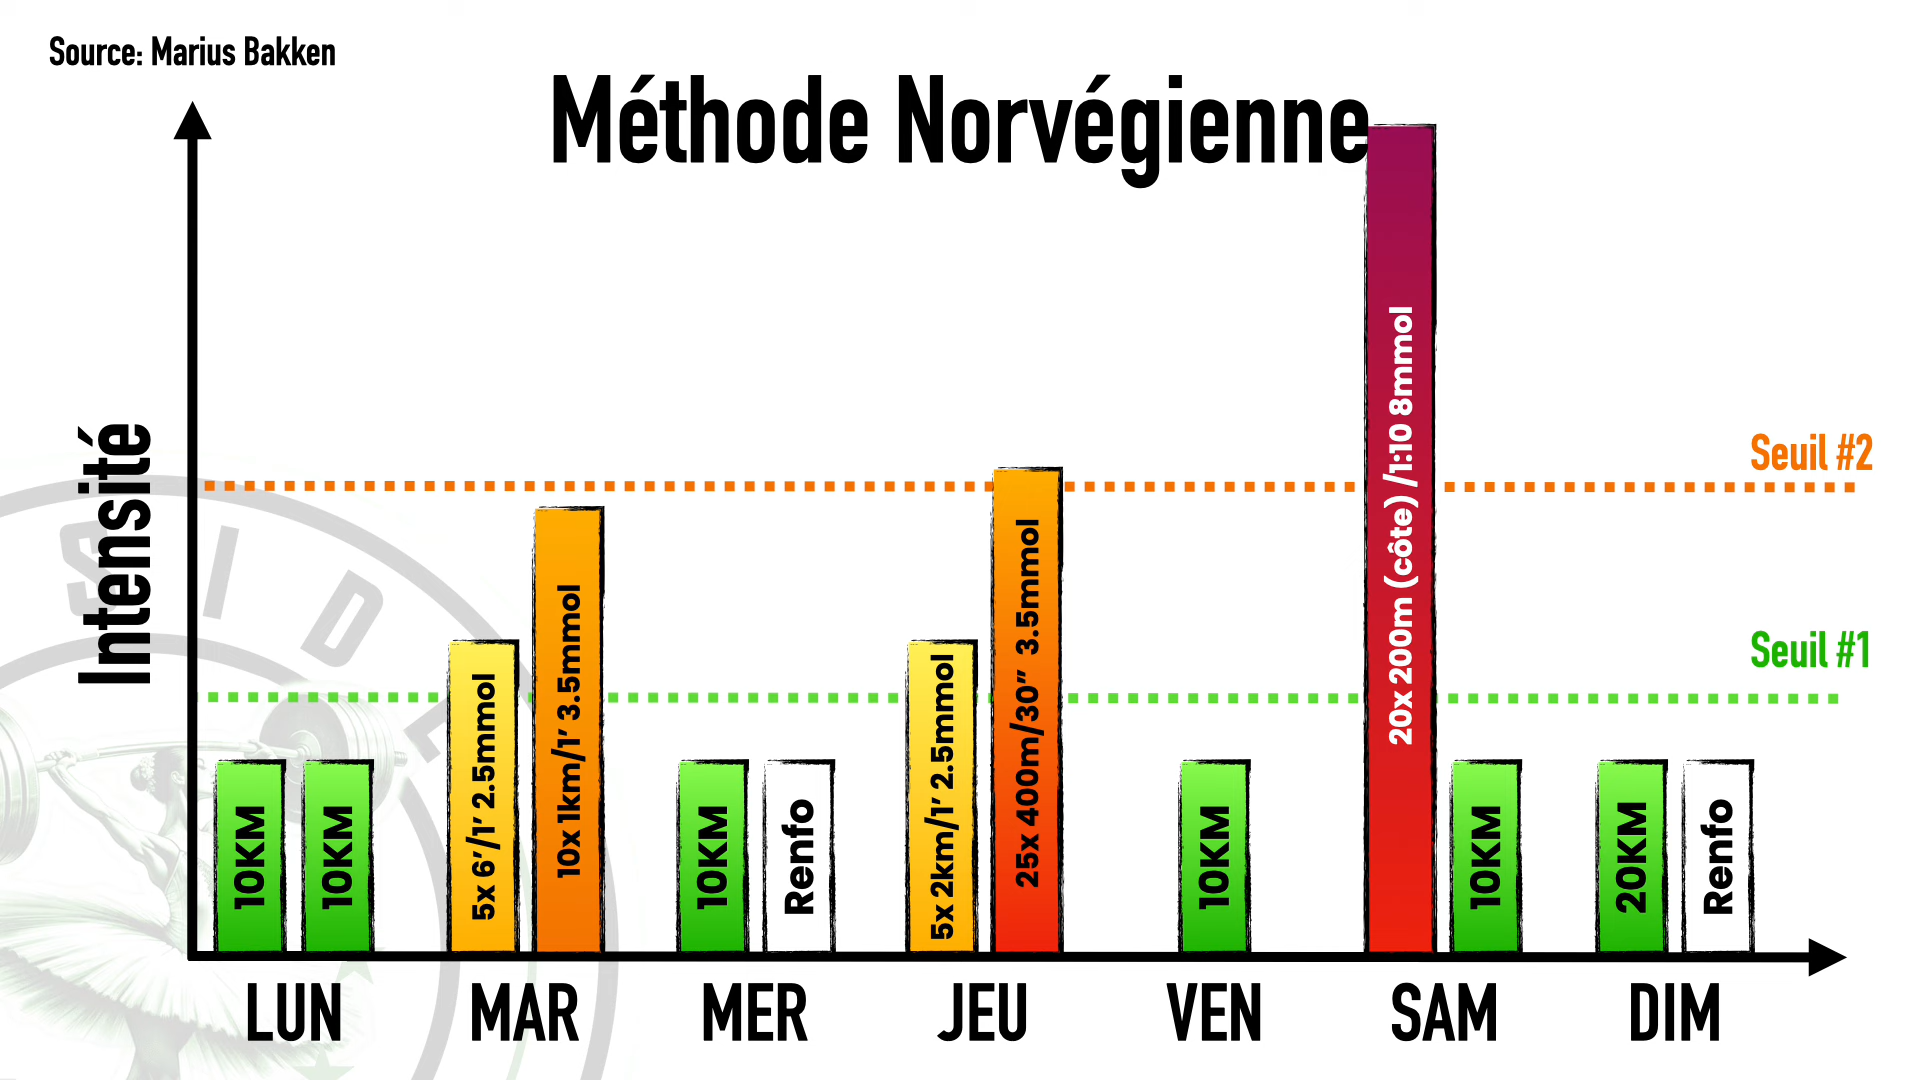 Source: Marius Bakken
Méthode Norvégienne
Intensité
Seuil #2
Seuil #1
10KM
10KM
5x 6’/1’ 2.5mmol
10x 1km/1’ 3.5mmol
10KM
Renfo
5x 2km/1’ 2.5mmol
25x 400m/30” 3.5mmol
10KM
20x 200m (côte) /1:10 8mmol
10KM
20KM
Renfo
LUN
MAR
MER
JEU
VEN
SAM
DIM